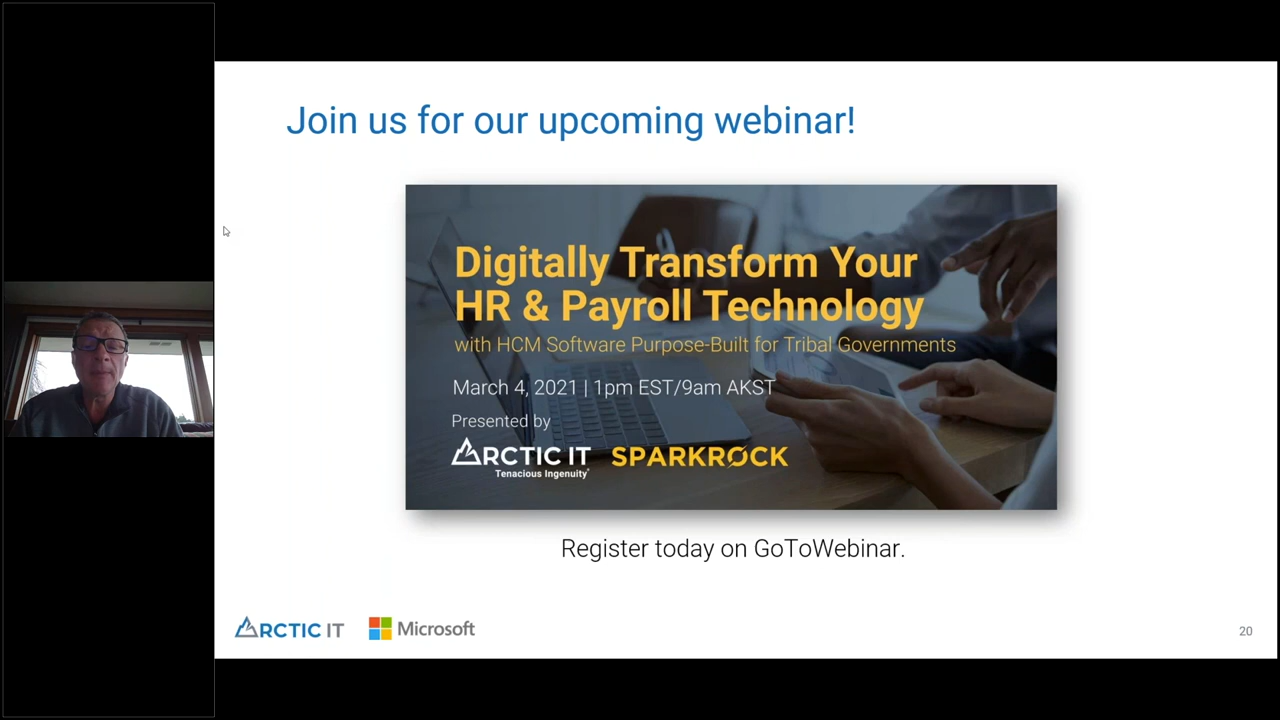 Join us for our upcoming webinar!
Digitally Transform Your
HR & Payroll Technology
with HCM Software Purpose-Built for Tribal Governments
March 4, 2021 | 1pm EST/9am AKST
Presented by
ARCTIC IT SPARKROCK
Tenacious Ingenuity
Register today on GoToWebinar.
ARCTIC IT Microsoft
20